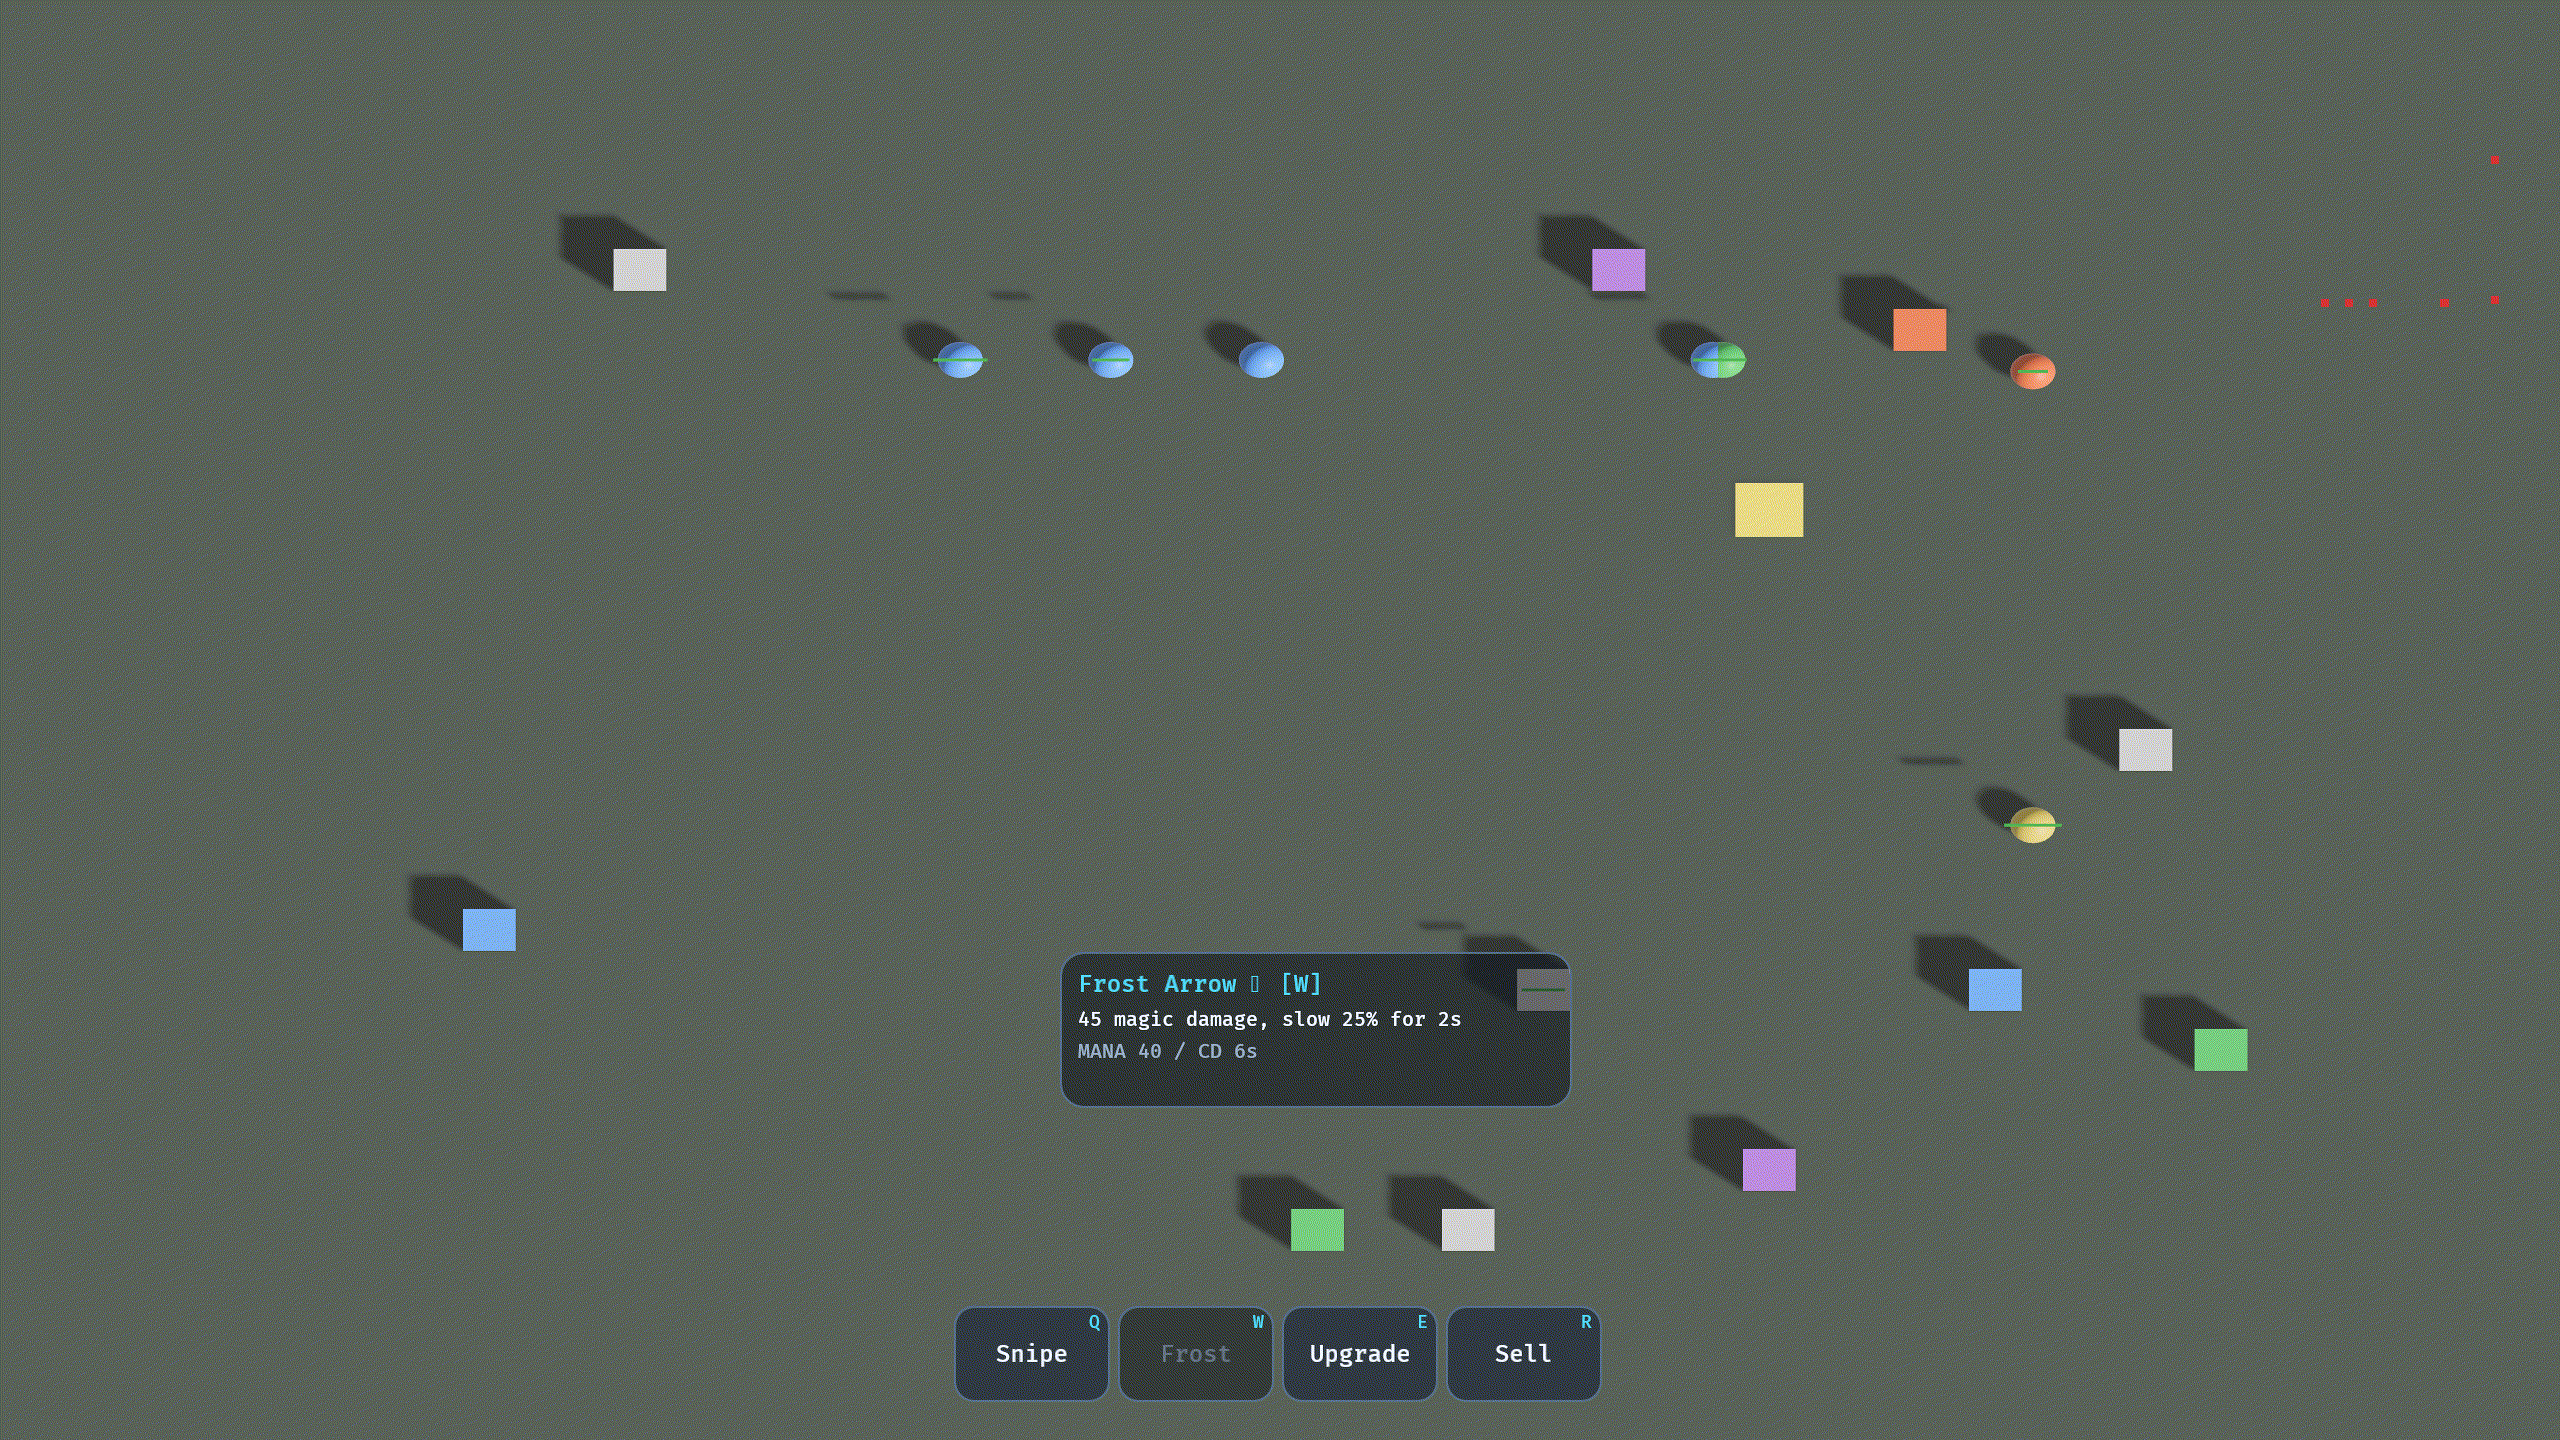 Frost Arrow [W]
45 magic damage, slow 25% for 2s
MANA 40 / CD 6s
Q
Snipe
W
Frost
E
Upgrade
R
Sell